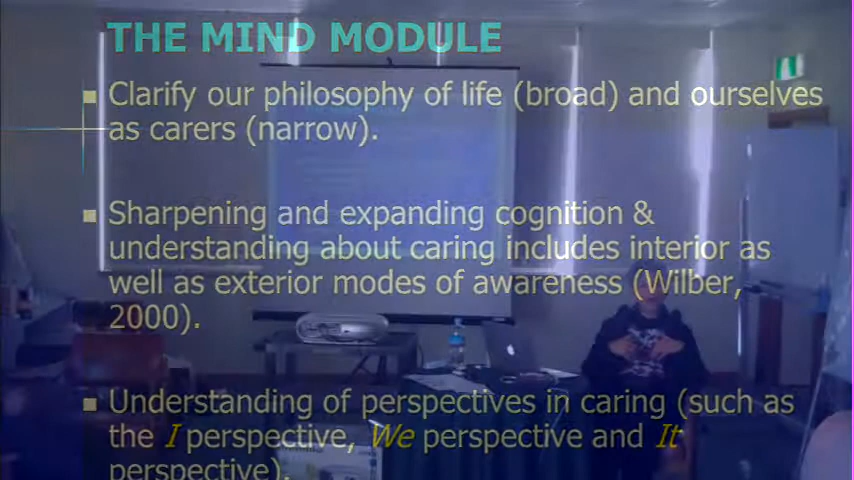 THE MIND MODULE
Clarify our philosophy of life (broad) and ourselves
as carers (narrow).
Sharpening and expanding cognition &
understanding about caring includes interior as
well as exterior modes of awareness (Wilber,
2000).
Understanding of perspectives in caring (such as
the I perspective, We perspective and It
perspective).